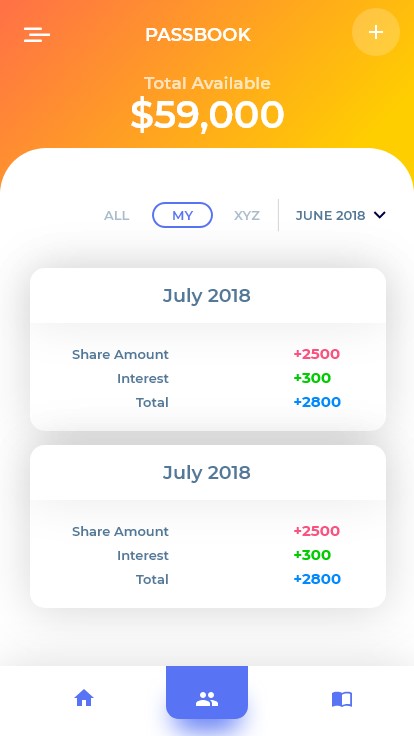 PASSBOOK
Total Available
$59,000
ALL MY XYZ JUNE 2018
July 2018
Share Amount +2500
Interest +300
Total +2800
July 2018
Share Amount +2500
Interest +300
Total +2800